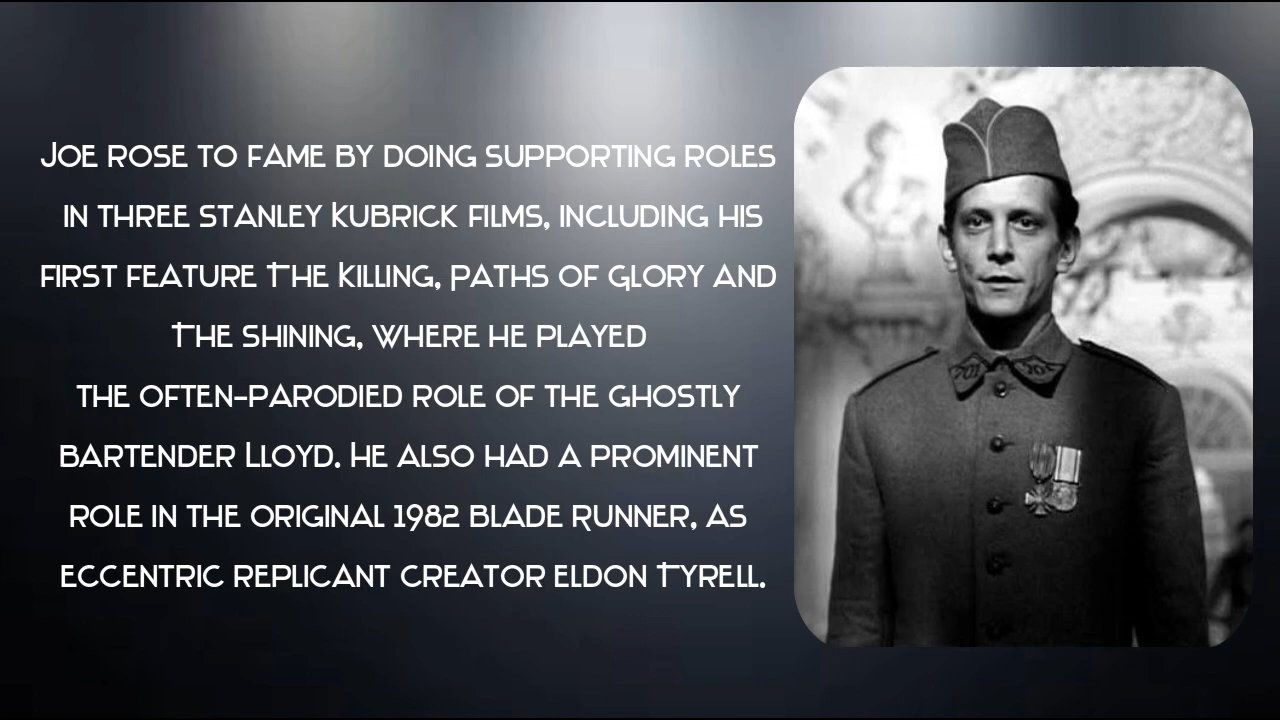 Joe rose to fame by doing supporting roles
in three Stanley Kubrick films, including his
first feature The Killing, Paths of Glory and
The Shining, where he played
the often-parodied role of the ghostly
bartender Lloyd. He also had a prominent
role in the original 1982 Blade Runner, as
eccentric replicant creator Eldon Tyrell.
701 701